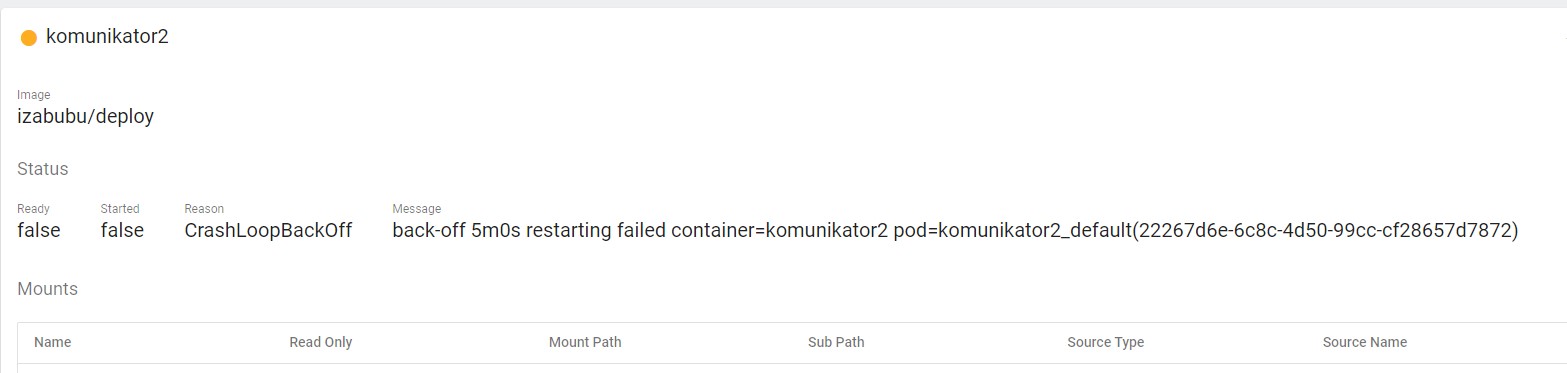 komunikator2
Image
izabubu/deploy
Status
Ready Started Reason Message
false false CrashLoopBackOff back-off 5m0s restarting failed container=komunikator2 pod=komunikator2_default(22267d6e-6c8c-4d50-99cc-cf28657d7872)
Mounts
Name Read Only Mount Path Sub Path Source Type Source Name